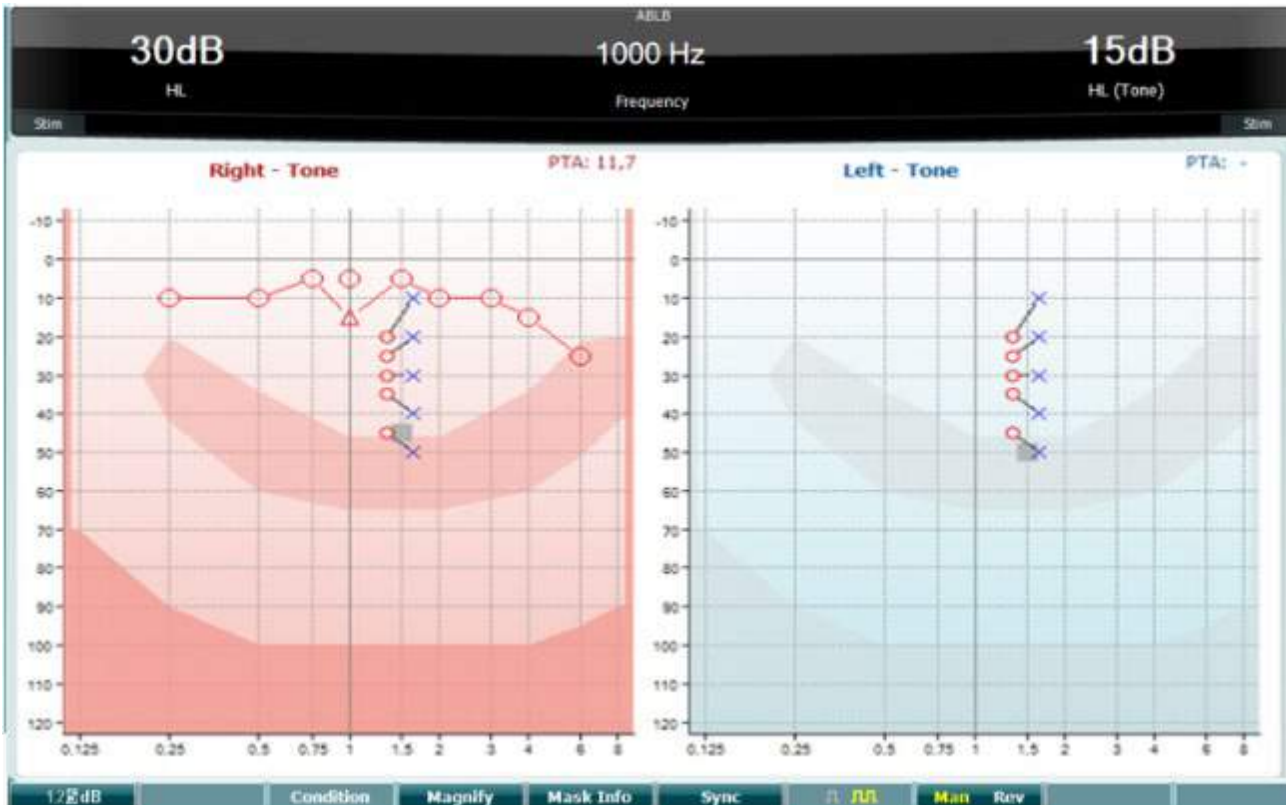 ABLB
30dB 1000 Hz 15dB
HL Frequency HL (Tone)
Stim Stim
Right - Tone PTA: 11,7 Left - Tone PTA: -
-10 -10
0 0
10 10
20 20
30 30
40 40
50 50
60 60
70 70
80 80
90 90
100 100
110 110
120 120
0.125 0.25 0.5 0.75 1 1.5 2 3 4 6 8 0.125 0.25 0.5 0.75 1 1.5 2 3 4 6 8
Condition Magnify Mask Info Sync Man Rev